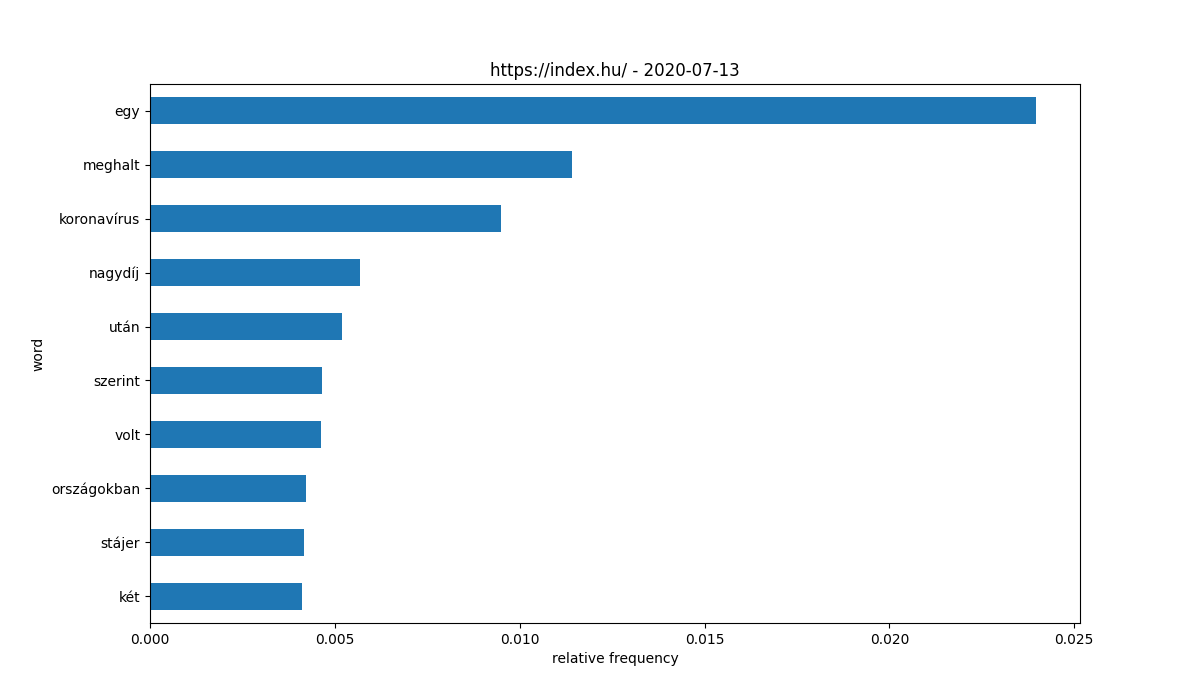 https://index.hu/ - 2020-07-13
word
egy
meghalt
koronavírus
nagydíj
után
szerint
volt
országokban
stájer
két
0.000 0.005 0.010 0.015 0.020 0.025
relative frequency